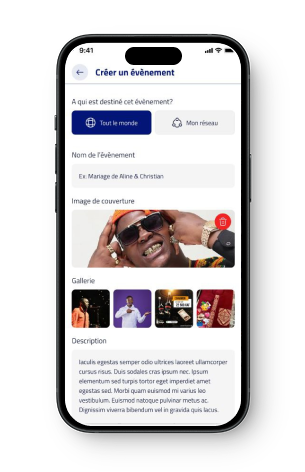 9:41
Créer un évènement
A qui est destiné cet évènement?
Tout le monde
Mon réseau
Nom de l'évènement
Ex: Mariage de Aline & Christian
Image de couverture
Gallerie
Description
Iaculis egestas semper odio ultrices laoreet ullamcorper
cursus risus. Duis sodales cras ipsum nec. Ipsum
elementum sed turpis tortor eget imperdiet amet
egestas sed. Morbi quam euismod mi varius leo
vestibulum. Euismod natoque pulvinar metus ac.
Dignissim viverra bibendum vel in gravida quis lacus.